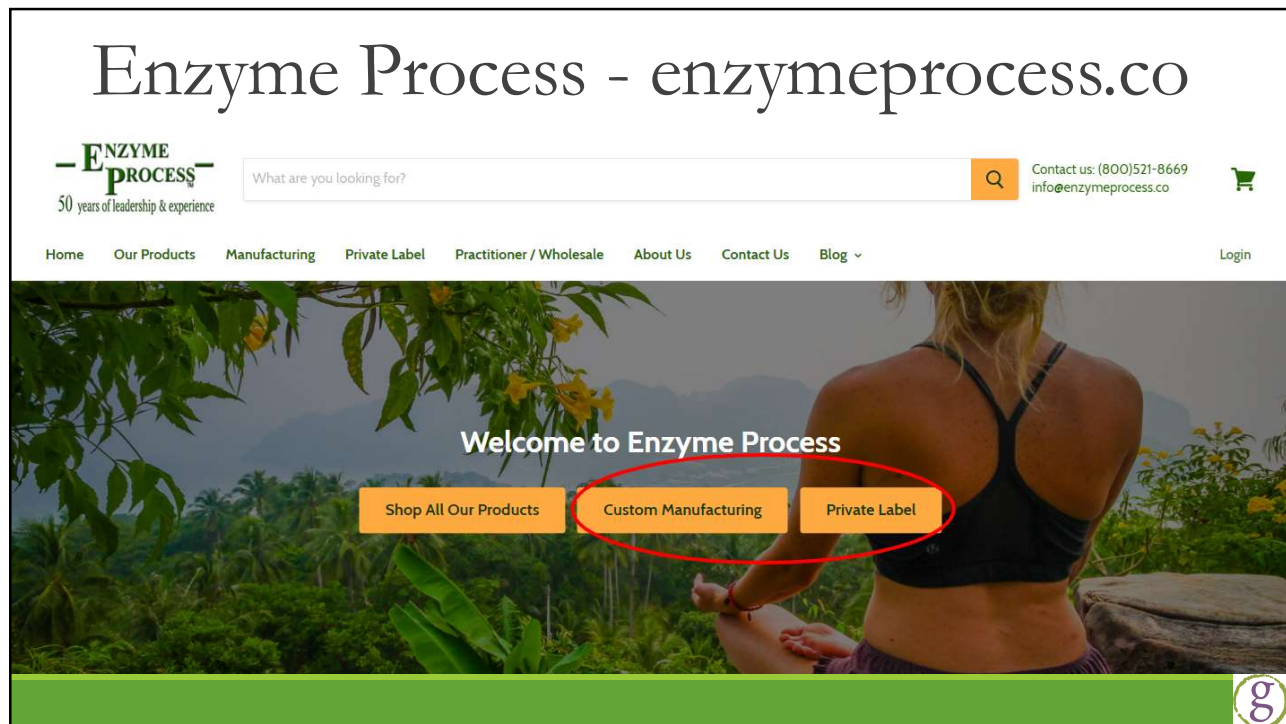 Enzyme Process - enzymeprocess.co
ENZYME
PROCESS™
50 years of leadership & experience
What are you looking for?
Contact us: (800)521-8669
info@enzymeprocess.co
Home Our Products Manufacturing Private Label Practitioner / Wholesale About Us Contact Us Blog Login
Welcome to Enzyme Process
Shop All Our Products Custom Manufacturing Private Label
g